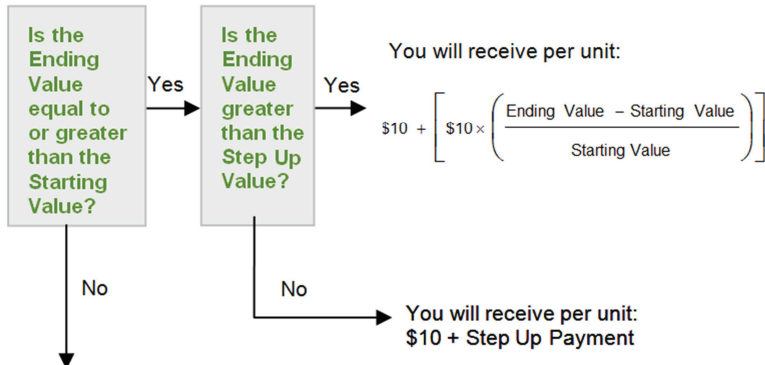 Is the
Ending
Value
equal to
or greater
than the
Starting
Value?
Yes
Is the
Ending
Value
greater
than the
Step Up
Value?
Yes
You will receive per unit:
$10 + [ $10 × ( Ending Value – Starting Value / Starting Value ) ]
No
No
You will receive per unit:
$10 + Step Up Payment